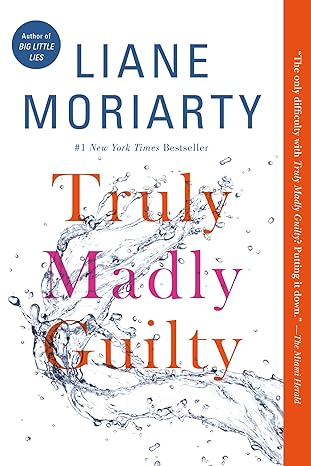 Author of
BIG LITTLE
LIES
LIANE
MORIARTY
#1 New York Times Bestseller
Truly
Madly
Guilty
"The only difficulty with Truly Madly Guilty? Putting it down." —The Miami Herald